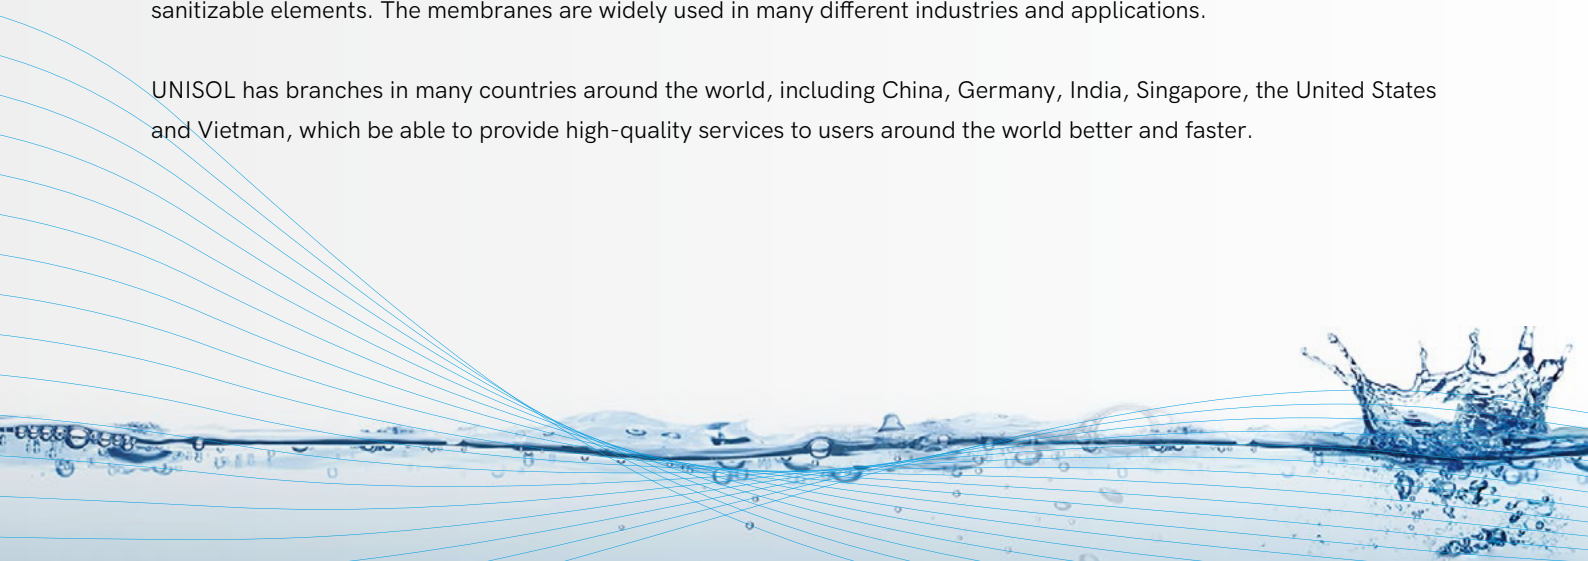 sanitizable elements. The membranes are widely used in many different industries and applications.
UNISOL has branches in many countries around the world, including China, Germany, India, Singapore, the United States
and Vietman, which be able to provide high-quality services to users around the world better and faster.